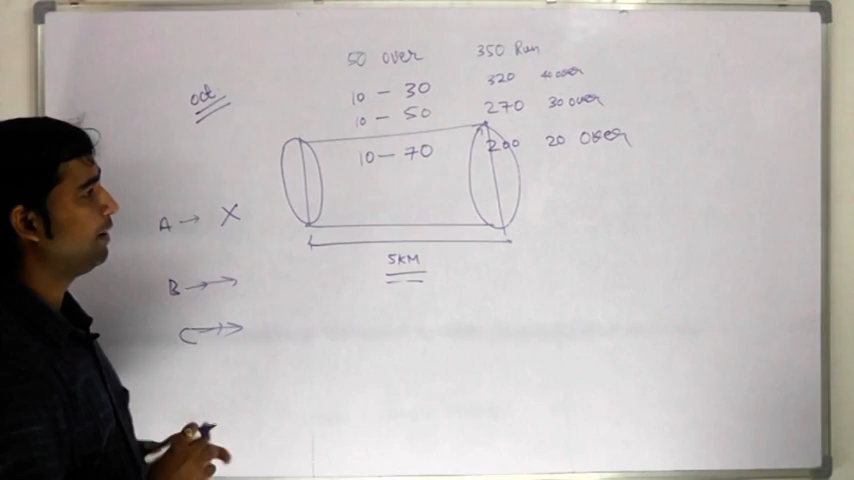 50 over 350 Run
oct.
10 - 30 320 40 over
10 - 50 270 30 over
10 - 70 200 20 Over
A → X
B →→
5KM
C →→